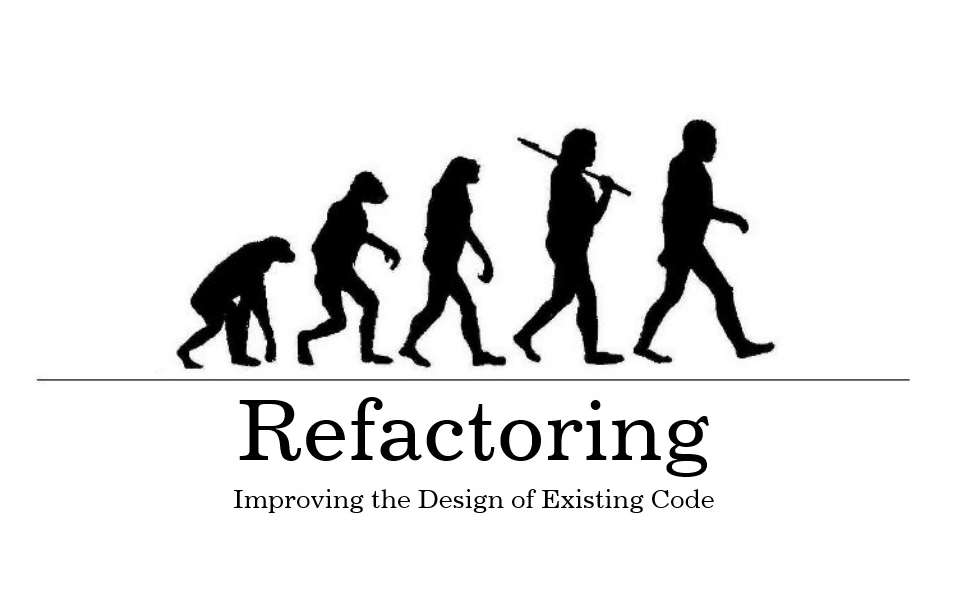 Refactoring
Improving the Design of Existing Code